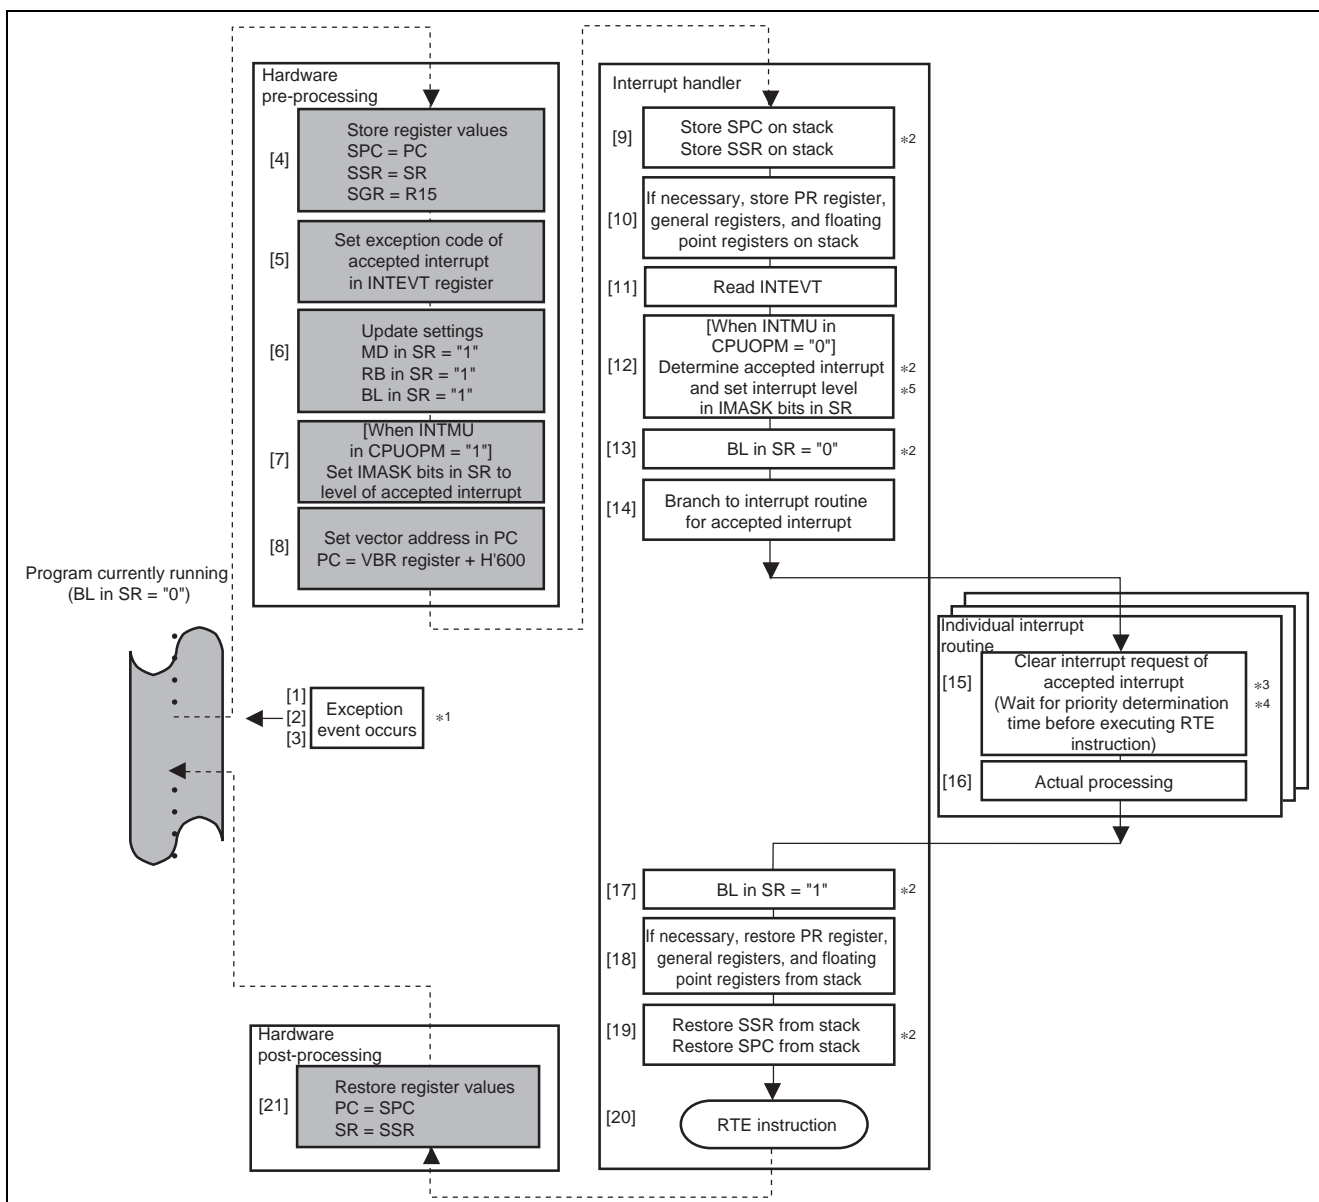 Hardware
pre-processing
[4]
Store register values
SPC = PC
SSR = SR
SGR = R15
[5]
Set exception code of
accepted interrupt
in INTEVT register
[6]
Update settings
MD in SR = "1"
RB in SR = "1"
BL in SR = "1"
[7]
[When INTMU
in CPUOPM = "1"]
Set IMASK bits in SR to
level of accepted interrupt
[8]
Set vector address in PC
PC = VBR register + H'600
Program currently running
(BL in SR = "0")
[1]
[2]
[3]
Exception
event occurs
*1
Interrupt handler
[9]
Store SPC on stack
Store SSR on stack
*2
[10]
If necessary, store PR register,
general registers, and floating
point registers on stack
[11]
Read INTEVT
[12]
[When INTMU in
CPUOPM = "0"]
Determine accepted interrupt
and set interrupt level
in IMASK bits in SR
*2
*5
[13]
BL in SR = "0"
*2
[14]
Branch to interrupt routine
for accepted interrupt
Individual interrupt
routine
[15]
Clear interrupt request of
accepted interrupt
(Wait for priority determination
time before executing RTE
instruction)
*3
*4
[16]
Actual processing
[17]
BL in SR = "1"
*2
[18]
If necessary, restore PR register,
general registers, and floating
point registers from stack
[19]
Restore SSR from stack
Restore SPC from stack
*2
[20]
RTE instruction
Hardware
post-processing
[21]
Restore register values
PC = SPC
SR = SSR